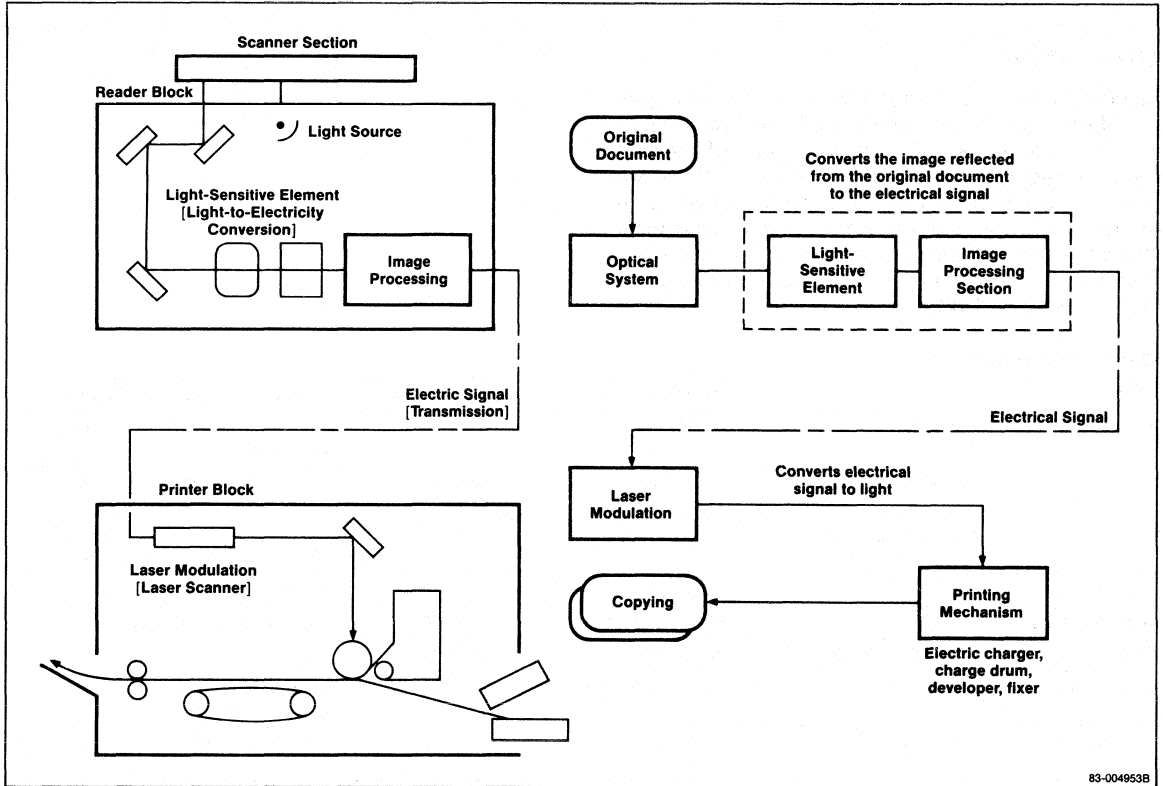 Scanner Section
Reader Block
Light Source
Light-Sensitive Element
[Light-to-Electricity
Conversion]
Image
Processing
Electric Signal
[Transmission]
Printer Block
Laser Modulation
[Laser Scanner]
Original
Document
Converts the image reflected
from the original document
to the electrical signal
Optical
System
Light-
Sensitive
Element
Image
Processing
Section
Electrical Signal
Laser
Modulation
Converts electrical
signal to light
Copying
Printing
Mechanism
Electric charger,
charge drum,
developer, fixer
83-004953B